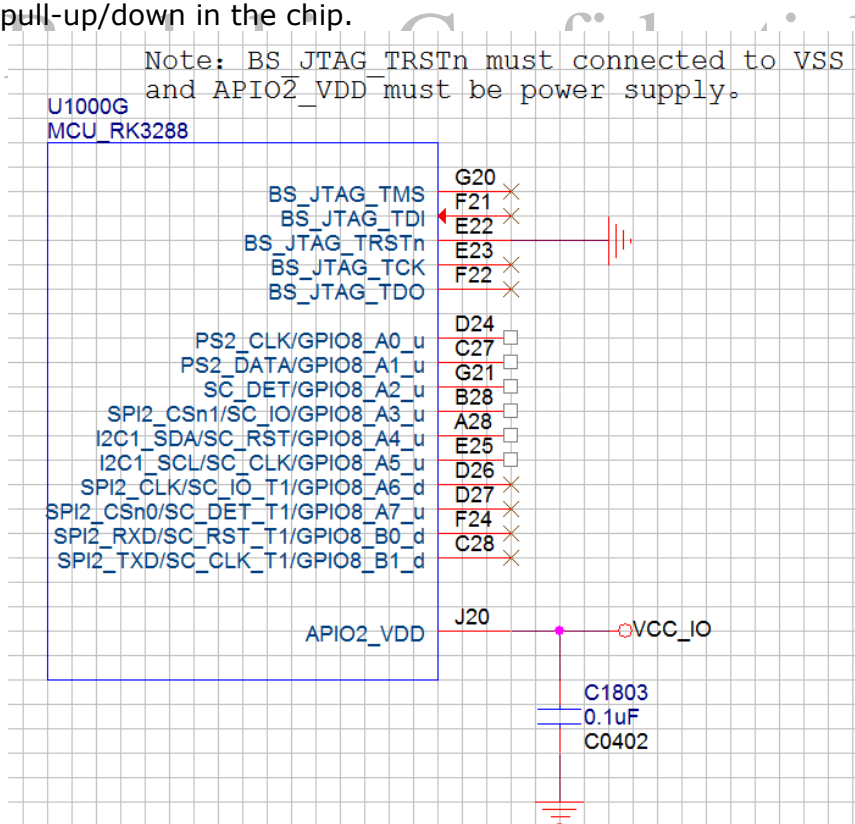 pull-up/down in the chip.
Note: BS_JTAG_TRSTn must connected to VSS
and APIO2_VDD must be power supply。
U1000G
MCU_RK3288
BS_JTAG_TMS G20
BS_JTAG_TDI F21
BS_JTAG_TRSTn E22
BS_JTAG_TCK E23
BS_JTAG_TDO F22
PS2_CLK/GPIO8_A0_u D24
PS2_DATA/GPIO8_A1_u C27
SC_DET/GPIO8_A2_u G21
SPI2_CSn1/SC_IO/GPIO8_A3_u B28
I2C1_SDA/SC_RST/GPIO8_A4_u A28
I2C1_SCL/SC_CLK/GPIO8_A5_u E25
SPI2_CLK/SC_IO_T1/GPIO8_A6_d D26
SPI2_CSn0/SC_DET_T1/GPIO8_A7_u D27
SPI2_RXD/SC_RST_T1/GPIO8_B0_d F24
SPI2_TXD/SC_CLK_T1/GPIO8_B1_d C28
APIO2_VDD J20 VCC_IO
C1803
0.1uF
C0402